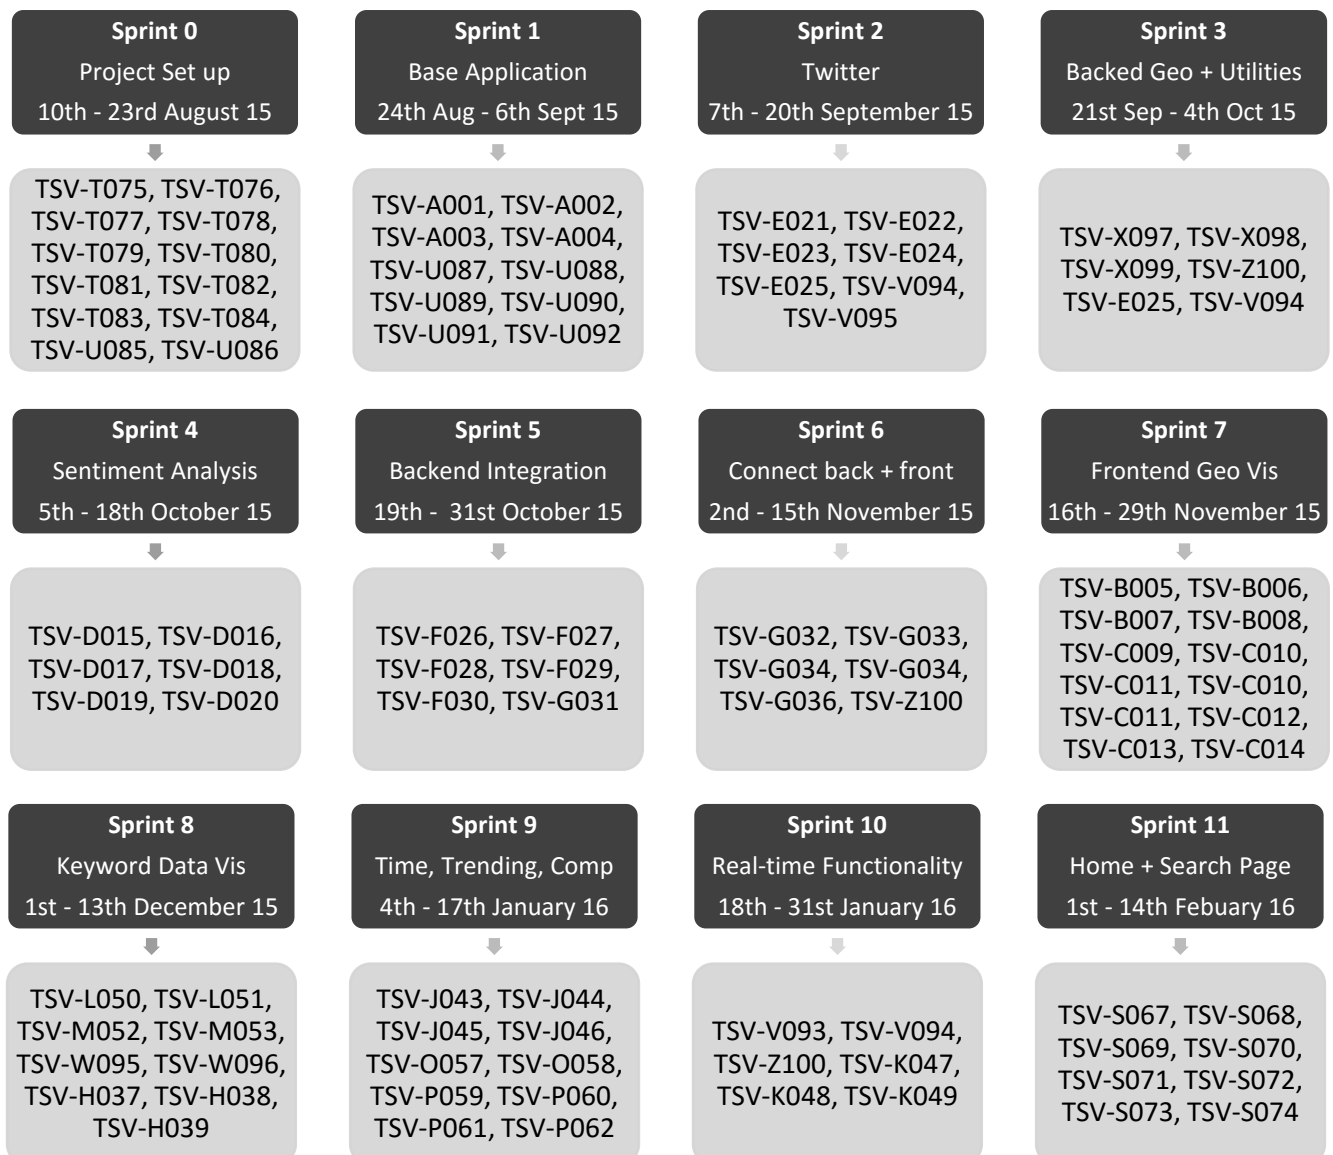 Sprint 0
Project Set up
10th - 23rd August 15
TSV-T075, TSV-T076,
TSV-T077, TSV-T078,
TSV-T079, TSV-T080,
TSV-T081, TSV-T082,
TSV-T083, TSV-T084,
TSV-U085, TSV-U086
Sprint 1
Base Application
24th Aug - 6th Sept 15
TSV-A001, TSV-A002,
TSV-A003, TSV-A004,
TSV-U087, TSV-U088,
TSV-U089, TSV-U090,
TSV-U091, TSV-U092
Sprint 2
Twitter
7th - 20th September 15
TSV-E021, TSV-E022,
TSV-E023, TSV-E024,
TSV-E025, TSV-V094,
TSV-V095
Sprint 3
Backed Geo + Utilities
21st Sep - 4th Oct 15
TSV-X097, TSV-X098,
TSV-X099, TSV-Z100,
TSV-E025, TSV-V094
Sprint 4
Sentiment Analysis
5th - 18th October 15
TSV-D015, TSV-D016,
TSV-D017, TSV-D018,
TSV-D019, TSV-D020
Sprint 5
Backend Integration
19th -  31st October 15
TSV-F026, TSV-F027,
TSV-F028, TSV-F029,
TSV-F030, TSV-G031
Sprint 6
Connect back + front
2nd - 15th November 15
TSV-G032, TSV-G033,
TSV-G034, TSV-G034,
TSV-G036, TSV-Z100
Sprint 7
Frontend Geo Vis
16th - 29th November 15
TSV-B005, TSV-B006,
TSV-B007, TSV-B008,
TSV-C009, TSV-C010,
TSV-C011, TSV-C010,
TSV-C011, TSV-C012,
TSV-C013, TSV-C014
Sprint 8
Keyword Data Vis
1st - 13th December 15
TSV-L050, TSV-L051,
TSV-M052, TSV-M053,
TSV-W095, TSV-W096,
TSV-H037, TSV-H038,
TSV-H039
Sprint 9
Time, Trending, Comp
4th - 17th January 16
TSV-J043, TSV-J044,
TSV-J045, TSV-J046,
TSV-O057, TSV-O058,
TSV-P059, TSV-P060,
TSV-P061, TSV-P062
Sprint 10
Real-time Functionality
18th - 31st January 16
TSV-V093, TSV-V094,
TSV-Z100, TSV-K047,
TSV-K048, TSV-K049
Sprint 11
Home + Search Page
1st - 14th Febuary 16
TSV-S067, TSV-S068,
TSV-S069, TSV-S070,
TSV-S071, TSV-S072,
TSV-S073, TSV-S074